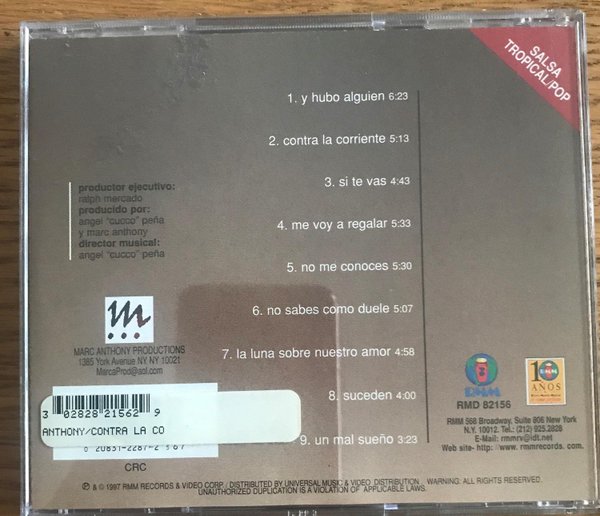 SALSA
TROPICAL/POP
1. y hubo alguien 6:23
2. contra la corriente 5:13
3. si te vas 4:43
4. me voy a regalar 5:33
5. no me conoces 5:30
6. no sabes como duele 5:07
7. la luna sobre nuestro amor 4:58
8. suceden 4:00
9. un mal sueño 3:23
productor ejecutivo:
ralph mercado
producido por:
angel "cucco" peña
y marc anthony
director musical:
angel "cucco" peña
m...
MARC ANTHONY PRODUCTIONS
1385 York Avenue NY NY 10021
MarcaProd@aol.com
3 02828 21562 9
ANTHONY/CONTRA LA CO
CRC
RMM
10
AÑOS
RMD 82156
RMM 568 Broadway, Suite 806 New York
N.Y. 10012. Tel.: (212) 925.2828
E-Mail: rmmrv@idt.net
Web site- http: //www.rmmrecords. com.
℗ & © 1997 RMM RECORDS & VIDEO CORP / DISTRIBUTED BY UNIVERSAL MUSIC & VIDEO DISTRIBUTION. WARNING. ALL RIGHTS RESERVED.
UNAUTHORIZED DUPLICATION IS A VIOLATION OF APPLICABLE LAWS.